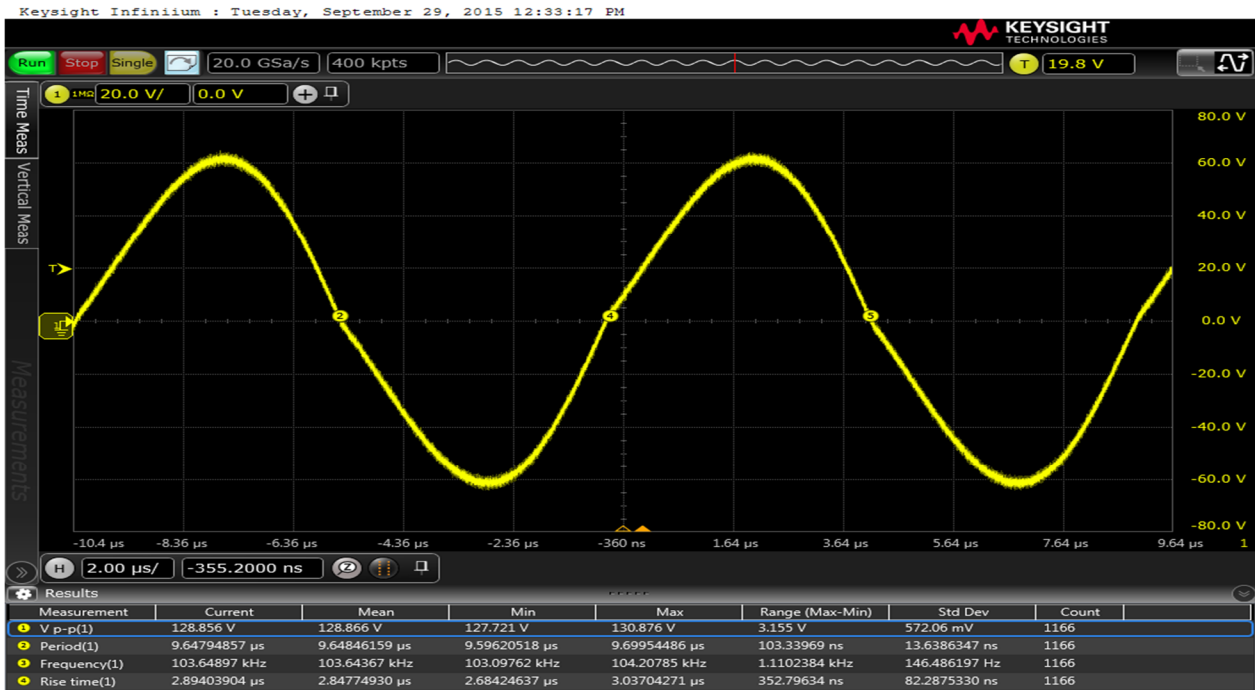 Keysight Infiniium : Tuesday, September 29, 2015 12:33:17 PM
KEYSIGHT
TECHNOLOGIES
Run Stop Single 20.0 GSa/s 400 kpts T 19.8 V
1 1MΩ 20.0 V/ 0.0 V
Time Meas
Vertical Meas
Measurements
80.0 V
60.0 V
40.0 V
T 20.0 V
2 4 5
1 0.0 V
-20.0 V
-40.0 V
-60.0 V
-80.0 V
-10.4 µs -8.36 µs -6.36 µs -4.36 µs -2.36 µs -360 ns 1.64 µs 3.64 µs 5.64 µs 7.64 µs 9.64 µs 1
H 2.00 µs/ -355.2000 ns Z
Results
Measurement Current Mean Min Max Range (Max-Min) Std Dev Count
1 V p-p(1) 128.856 V 128.866 V 127.721 V 130.876 V 3.155 V 572.06 mV 1166
2 Period(1) 9.64794857 µs 9.64846159 µs 9.59620518 µs 9.69954486 µs 103.33969 ns 13.6386347 ns 1166
3 Frequency(1) 103.64897 kHz 103.64367 kHz 103.09762 kHz 104.20785 kHz 1.1102384 kHz 146.486197 Hz 1166
4 Rise time(1) 2.89403904 µs 2.84774930 µs 2.68424637 µs 3.03704271 µs 352.79634 ns 82.2875330 ns 1166